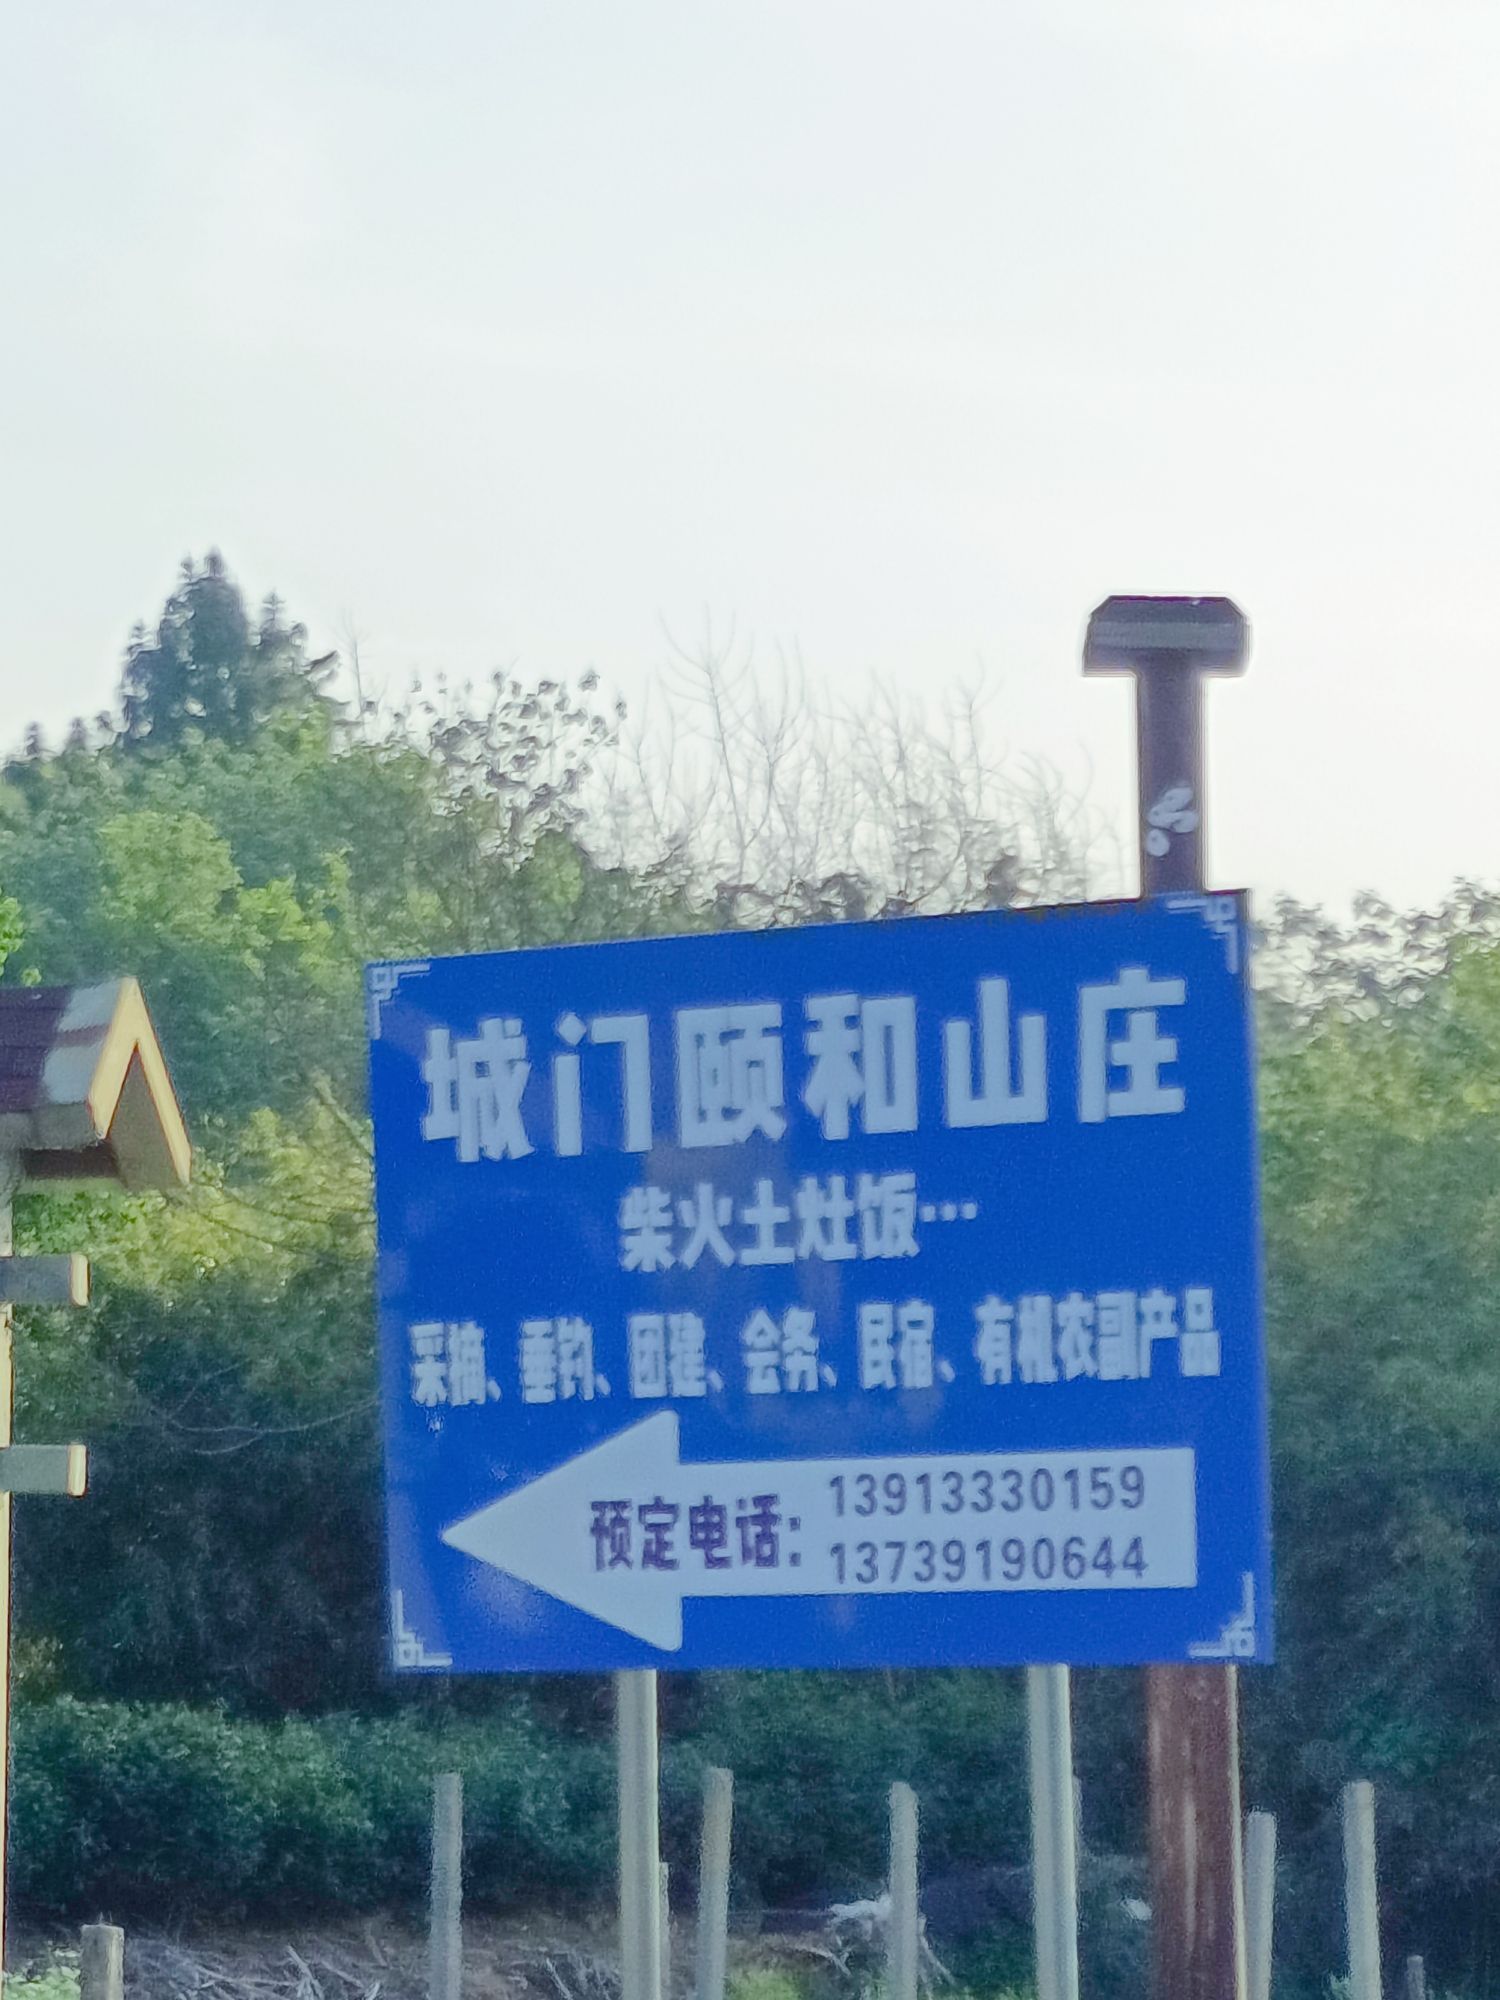 城门颐和山庄
柴火土灶饭…
采摘、垂钓、团建、会务、民宿、有机农副产品
预定电话：
13913330159
13739190644